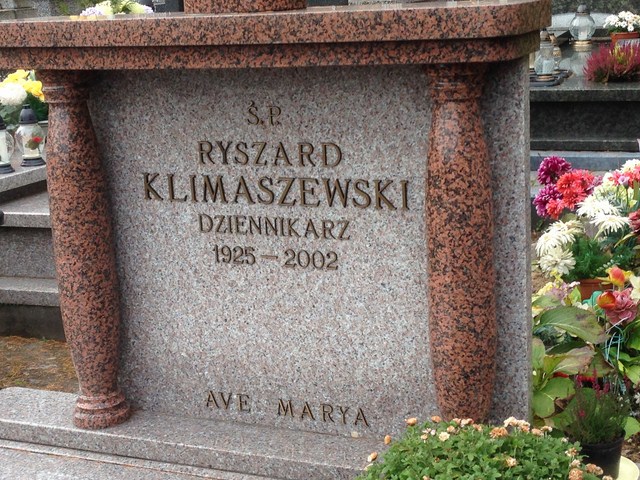 Ś.P.
RYSZARD
KLIMASZEWSKI
DZIENNIKARZ
1925-2002
AVE MARYA